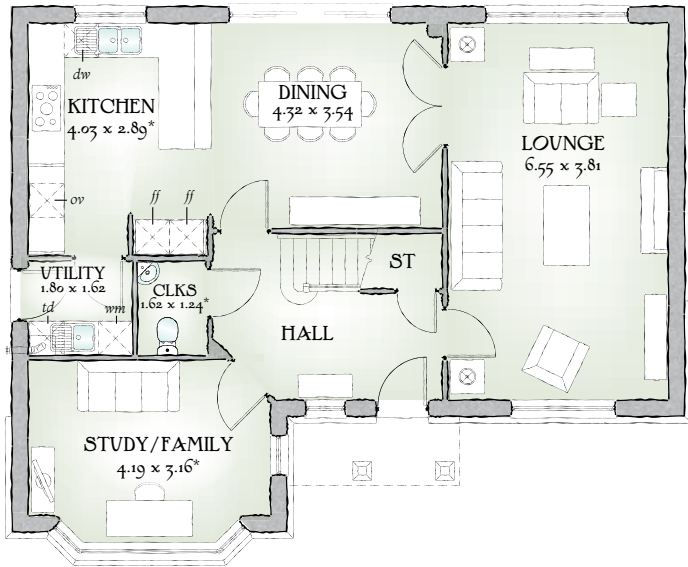 dw
KITCHEN
4.03 x 2.89*
DINING
4.32 x 3.54
LOUNGE
6.55 x 3.81
ov
ff ff
UTILITY
1.80 x 1.62
td wm
CLKS
1.62 x 1.24*
ST
HALL
STUDY/FAMILY
4.19 x 3.16*